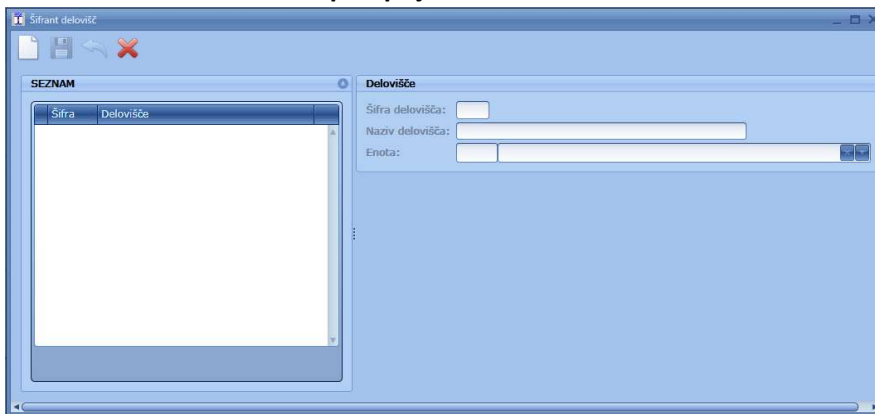 Šifrant delovišč
SEZNAM
Šifra Delovišče
Delovišče
Šifra delovišča:
Naziv delovišča:
Enota: